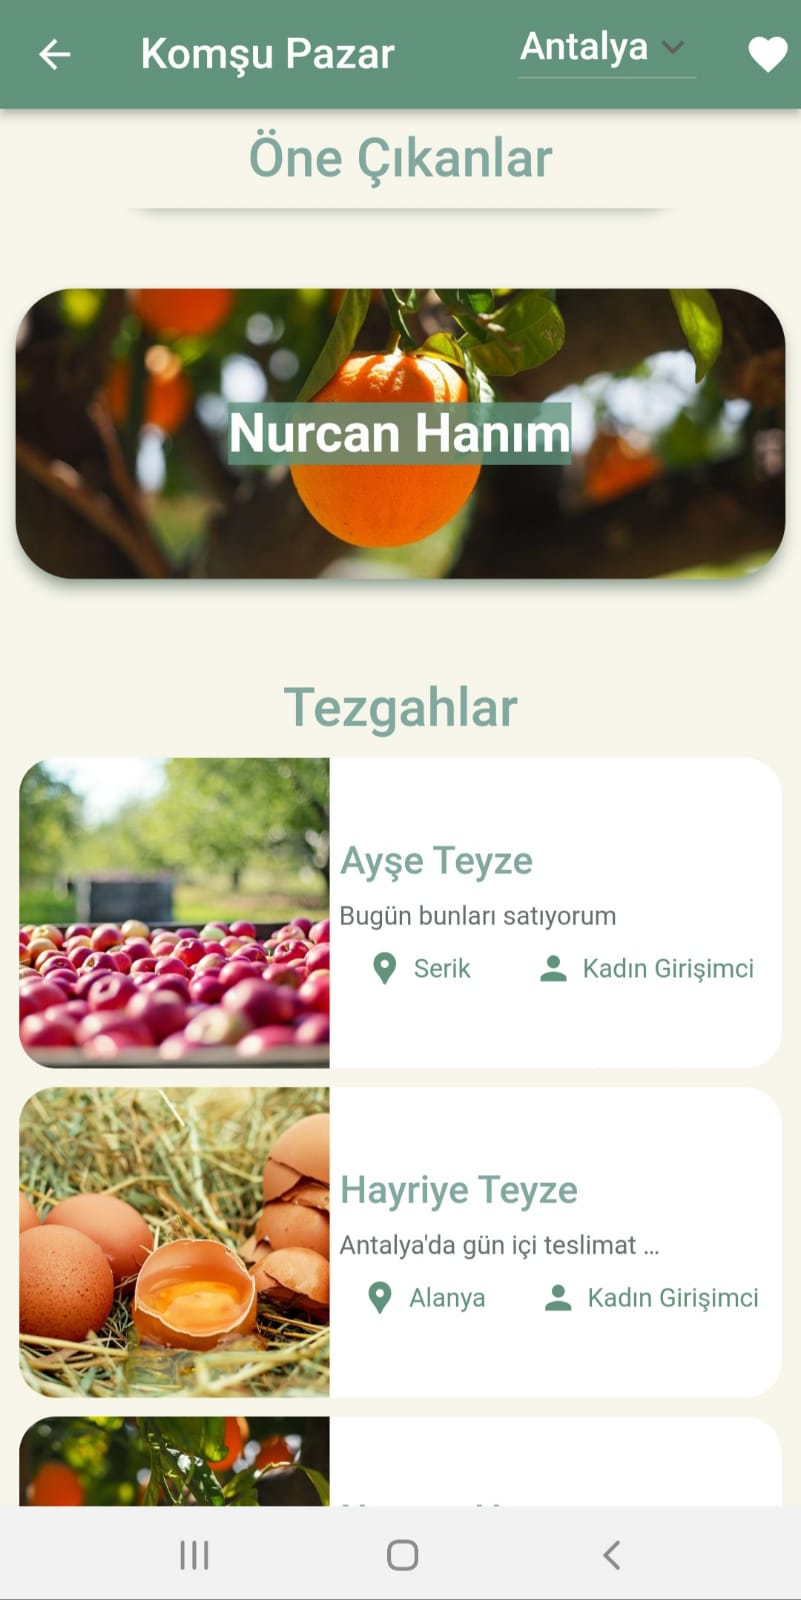 Komşu Pazar
Antalya
Öne Çıkanlar
Nurcan Hanım
Tezgahlar
Ayşe Teyze
Bugün bunları satıyorum
Serik
Kadın Girişimci
Hayriye Teyze
Antalya'da gün içi teslimat ...
Alanya
Kadın Girişimci